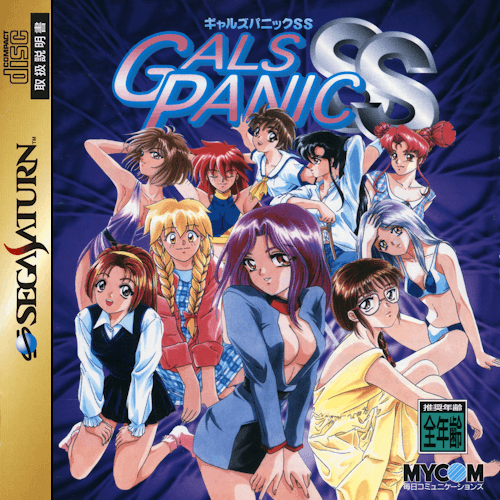 COMPACT
disc
取扱説明書
SEGA SATURN™
ギャルズパニックSS
GALS
PANIC
SS
推奨年齢
全年齢
MYCOM
毎日コミュニケーションズ